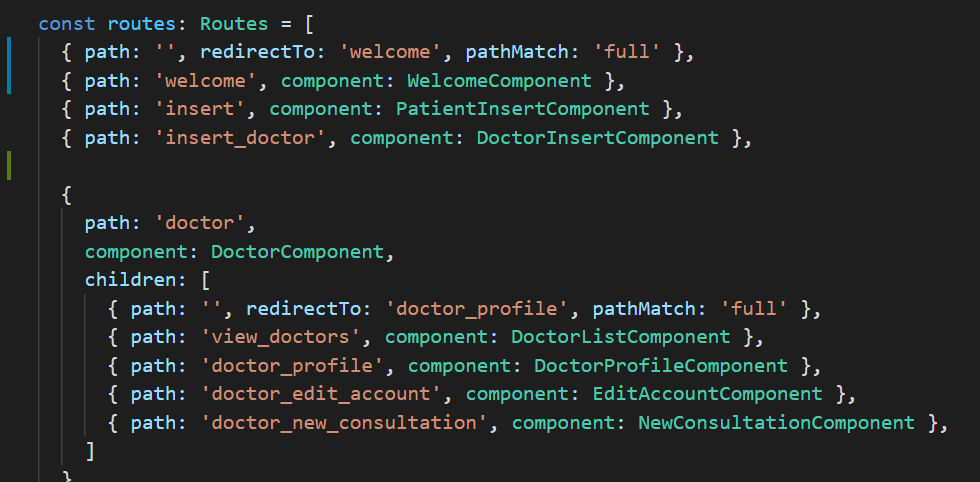 const routes: Routes = [
{ path: '', redirectTo: 'welcome', pathMatch: 'full' },
{ path: 'welcome', component: WelcomeComponent },
{ path: 'insert', component: PatientInsertComponent },
{ path: 'insert_doctor', component: DoctorInsertComponent },
{
path: 'doctor',
component: DoctorComponent,
children: [
{ path: '', redirectTo: 'doctor_profile', pathMatch: 'full' },
{ path: 'view_doctors', component: DoctorListComponent },
{ path: 'doctor_profile', component: DoctorProfileComponent },
{ path: 'doctor_edit_account', component: EditAccountComponent },
{ path: 'doctor_new_consultation', component: NewConsultationComponent },
]
}